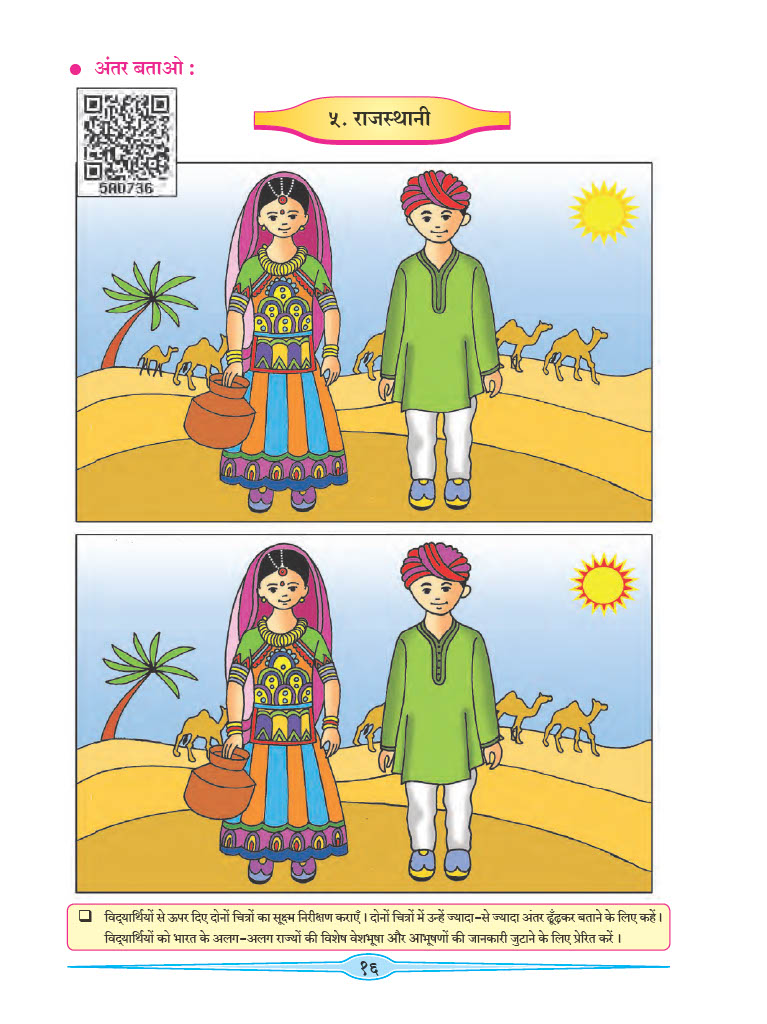 ● अंतर बताओ :
५. राजस्थानी
5A0736
❑ विद्यार्थियों से ऊपर दिए दोनों चित्रों का सूक्ष्म निरीक्षण कराएँ । दोनों चित्रों में उन्हें ज्यादा-से ज्यादा अंतर ढूँढ़कर बताने के लिए कहें ।
विद्यार्थियों को भारत के अलग-अलग राज्यों की विशेष वेशभूषा और आभूषणों की जानकारी जुटाने के लिए प्रेरित करें ।
१६